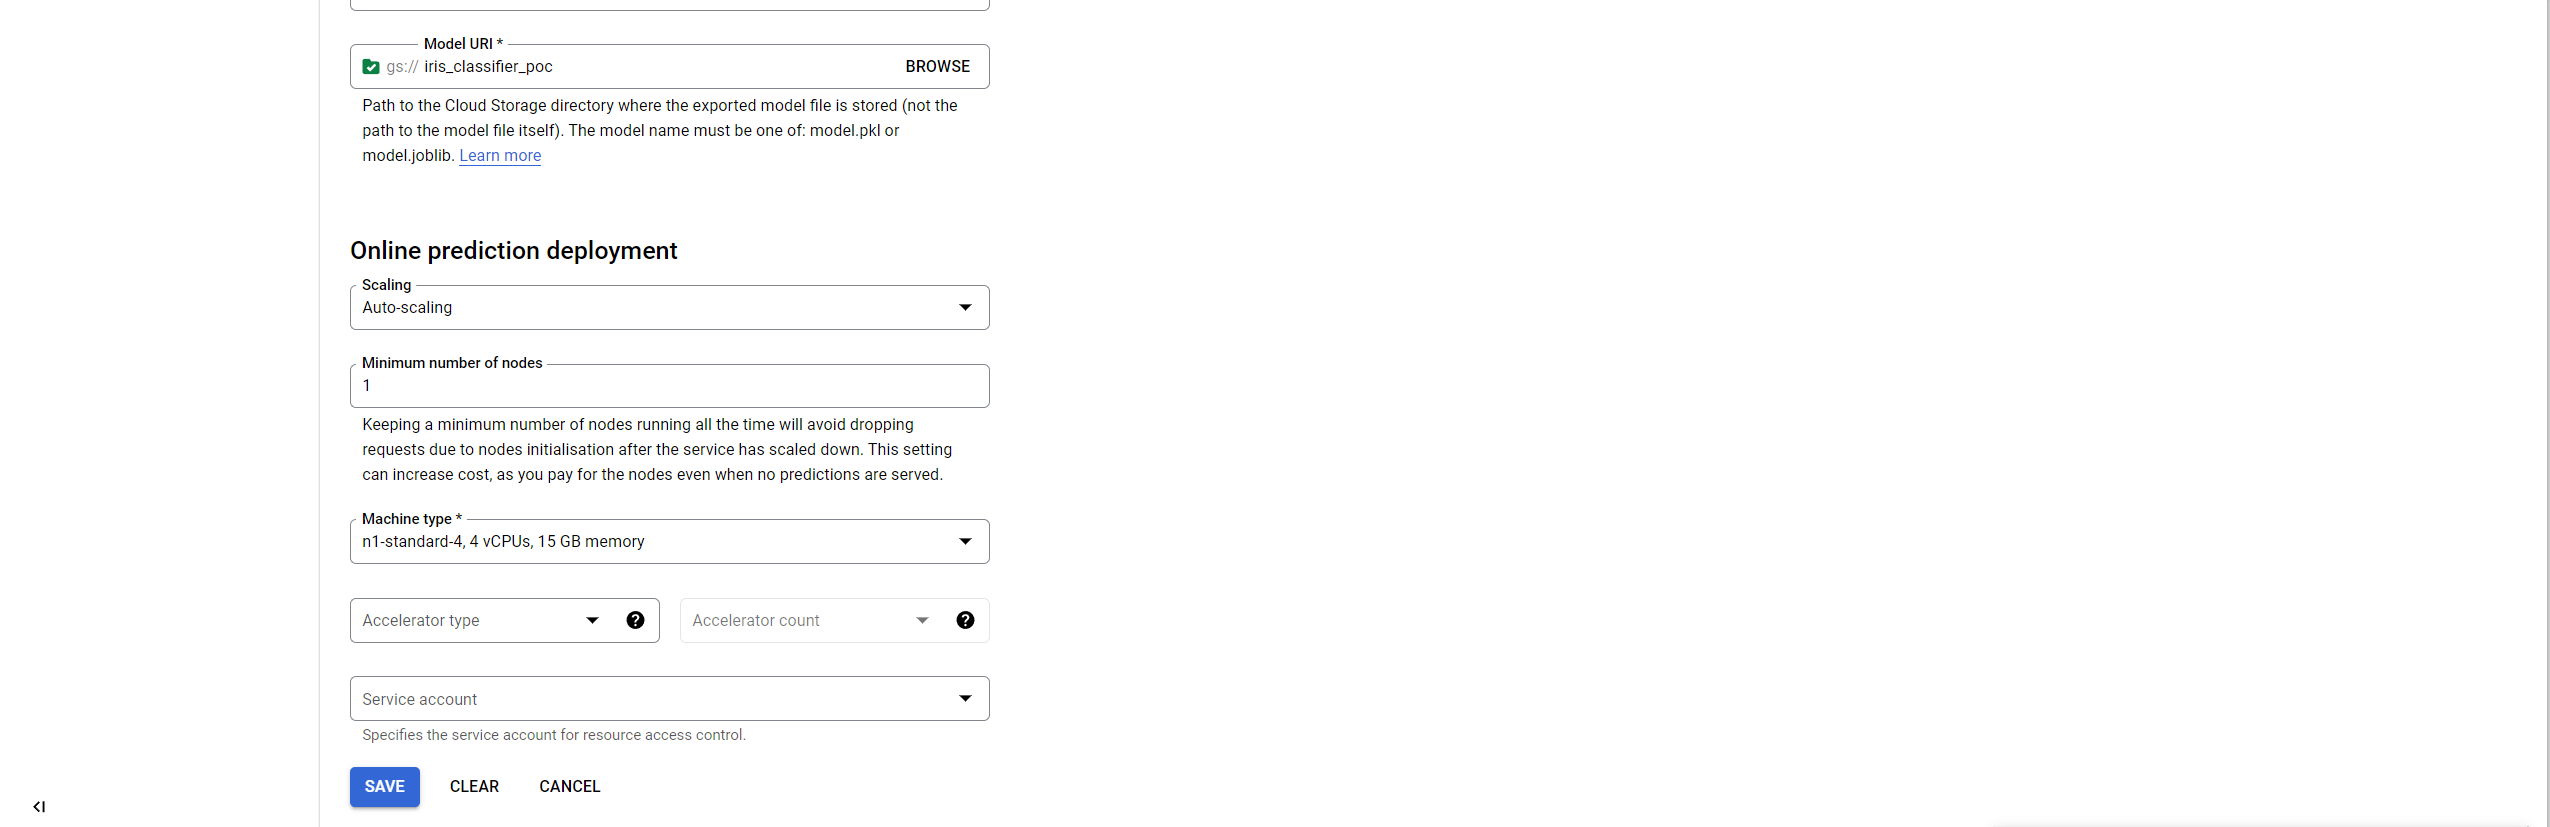 Model URI *
gs:// iris_classifier_poc BROWSE
Path to the Cloud Storage directory where the exported model file is stored (not the
path to the model file itself). The model name must be one of: model.pkl or
model.joblib. Learn more
Online prediction deployment
Scaling
Auto-scaling
Minimum number of nodes
1
Keeping a minimum number of nodes running all the time will avoid dropping
requests due to nodes initialisation after the service has scaled down. This setting
can increase cost, as you pay for the nodes even when no predictions are served.
Machine type *
n1-standard-4, 4 vCPUs, 15 GB memory
Accelerator type ? Accelerator count ?
Service account
Specifies the service account for resource access control.
SAVE CLEAR CANCEL